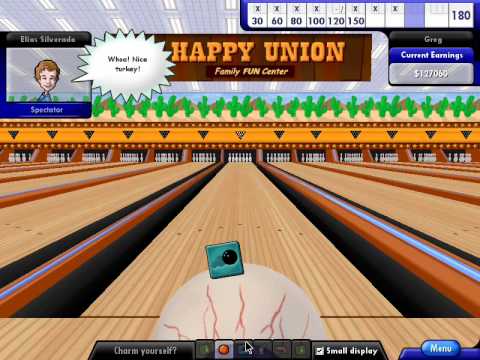 Elias Silverado
Spectator
Whoa! Nice
turkey!
HAPPY UNION
Family FUN Center
X X X X -/ X X X
30 60 80 100 120 150
180
Greg
Current Earnings
$127060
Charm yourself?
Small display
Menu